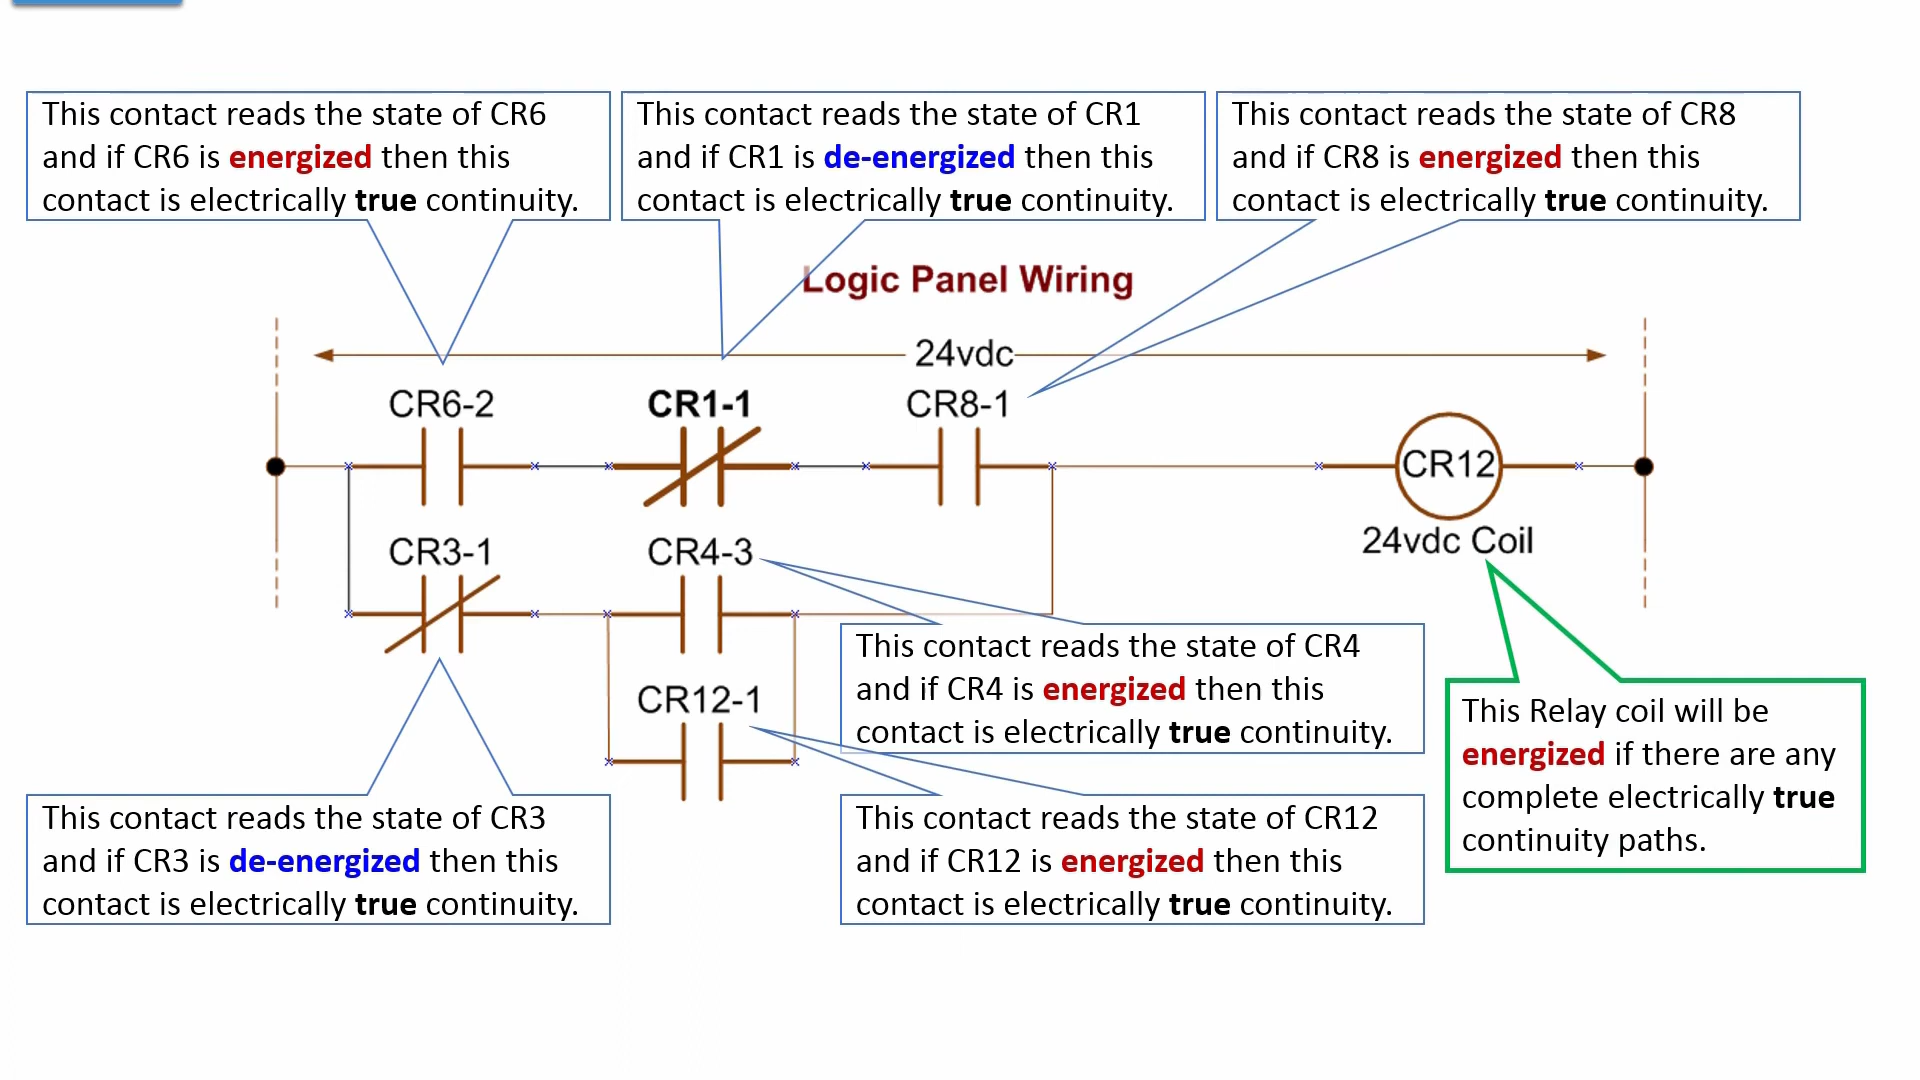 This contact reads the state of CR6
and if CR6 is energized then this
contact is electrically true continuity.
This contact reads the state of CR1
and if CR1 is de-energized then this
contact is electrically true continuity.
This contact reads the state of CR8
and if CR8 is energized then this
contact is electrically true continuity.
Logic Panel Wiring
24vdc
CR6-2
CR1-1
CR8-1
CR12
24vdc Coil
CR3-1
CR4-3
CR12-1
This contact reads the state of CR4
and if CR4 is energized then this
contact is electrically true continuity.
This Relay coil will be
energized if there are any
complete electrically true
continuity paths.
This contact reads the state of CR3
and if CR3 is de-energized then this
contact is electrically true continuity.
This contact reads the state of CR12
and if CR12 is energized then this
contact is electrically true continuity.